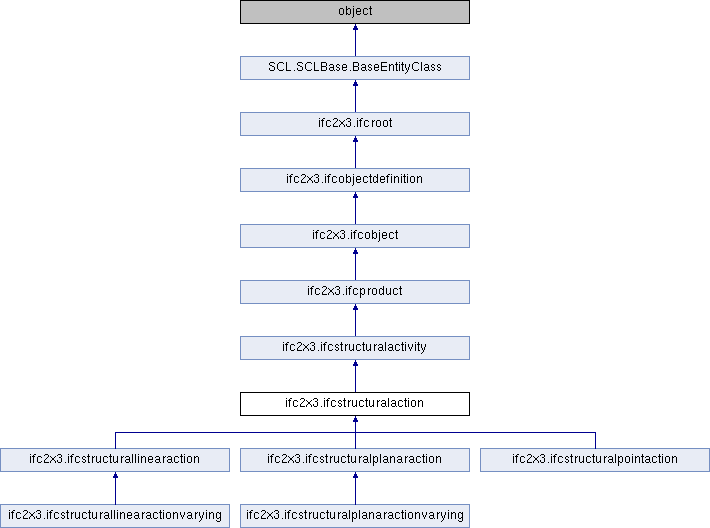 object
SCL.SCLBase.BaseEntityClass
ifc2x3.ifcroot
ifc2x3.ifcobjectdefinition
ifc2x3.ifcobject
ifc2x3.ifcproduct
ifc2x3.ifcstructuralactivity
ifc2x3.ifcstructuralaction
ifc2x3.ifcstructurallinearaction
ifc2x3.ifcstructuralplanaraction
ifc2x3.ifcstructuralpointaction
ifc2x3.ifcstructurallinearactionvarying
ifc2x3.ifcstructuralplanaractionvarying